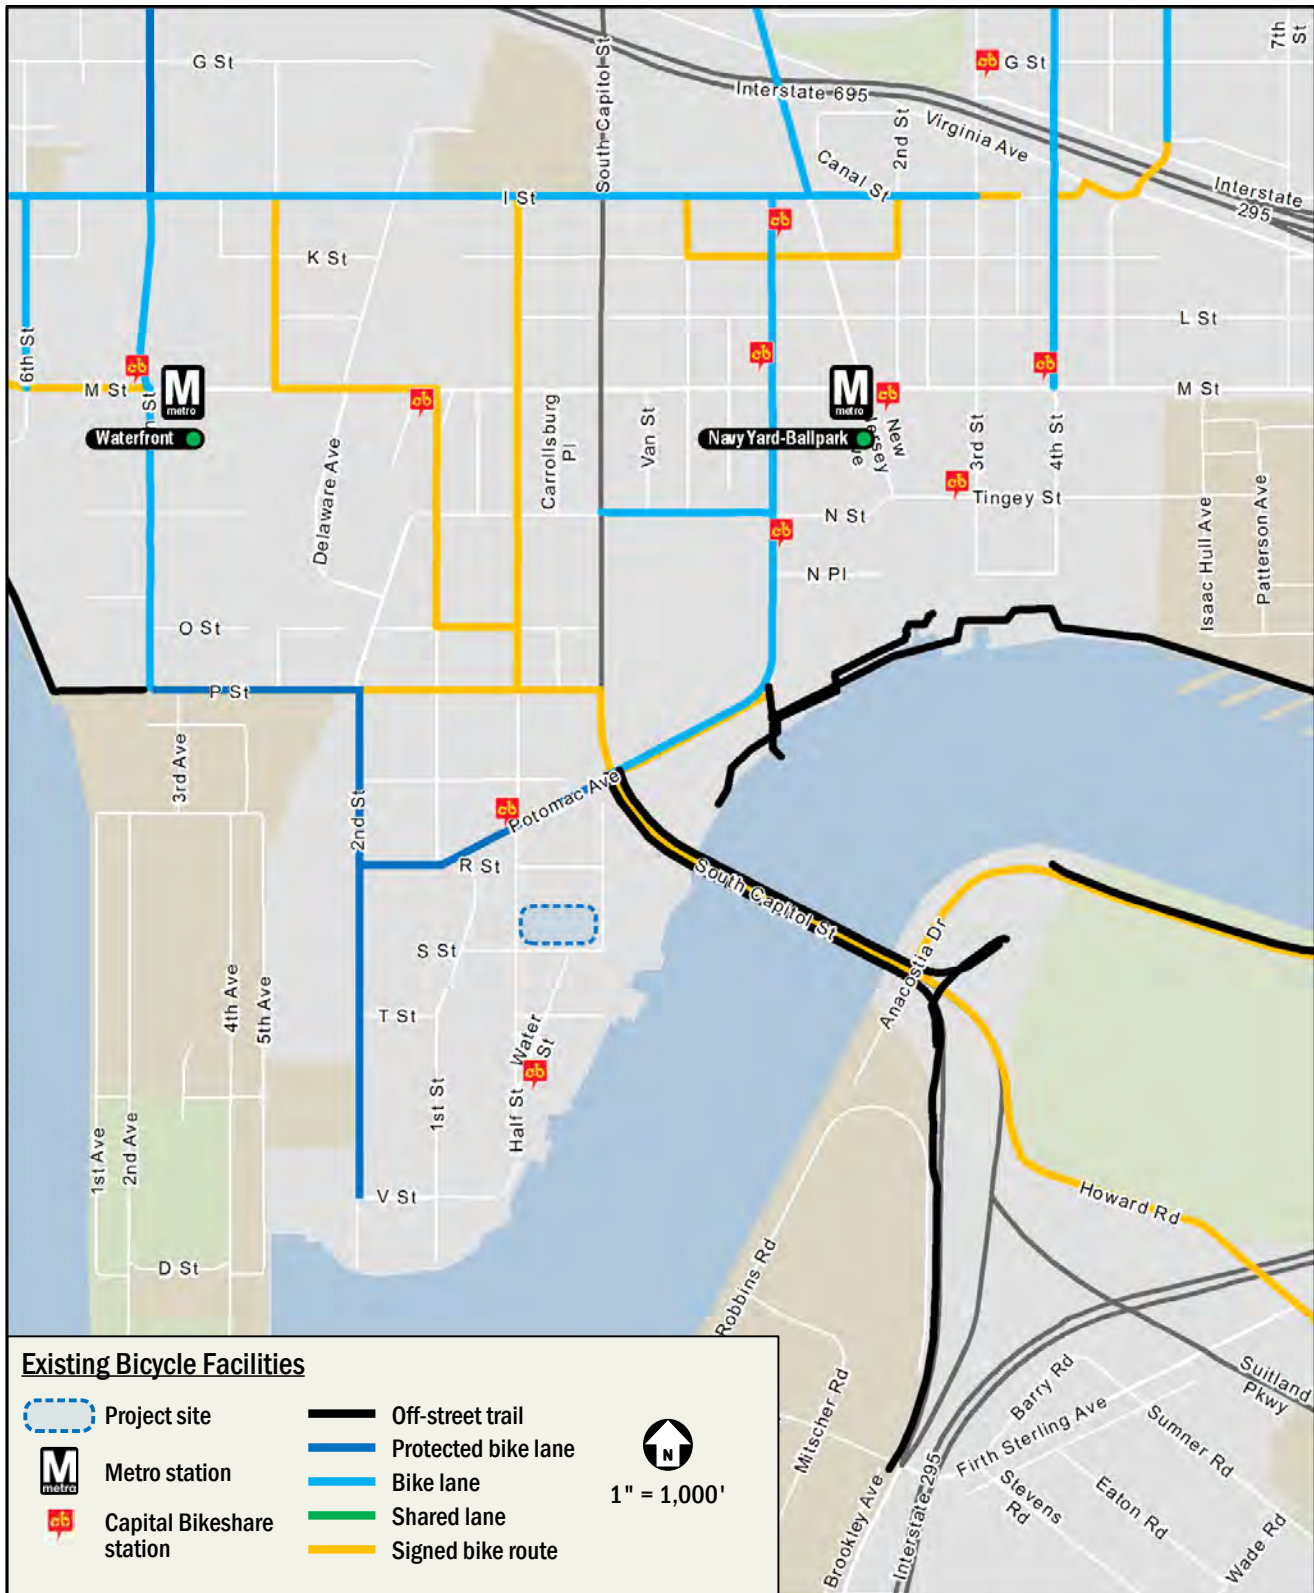 G St
South Capitol St
Interstate 695
2nd St
Virginia Ave
G St
7th
St
Canal St
I St
Interstate
295
K St
L St
6th St
M St
M
metro
Waterfront
Delaware Ave
Carrollsburg
Pl
Van St
M
metro
Navy Yard-Ballpark
New
Jersey
3rd St
4th St
M St
Tingey St
N St
N Pl
Isaac Hull Ave
Patterson Ave
O St
P St
3rd Ave
2nd St
Potomac Ave
R St
South Capitol St
Anacostia Dr
S St
4th Ave
5th Ave
T St
Water
St
1st St
Half St
1st Ave
2nd Ave
V St
D St
Howard Rd
Robbins Rd
Mitscher Rd
Barry Rd
Firth Sterling Ave
Suitland
Pkwy
Sumner Rd
Stevens
Rd
Eaton Rd
Wade Rd
Brookley Ave
Interstate 295
Existing Bicycle Facilities
Project site
M
metro
Metro station
cb
Capital Bikeshare
station
Off-street trail
Protected bike lane
Bike lane
Shared lane
Signed bike route
N
1" = 1,000'